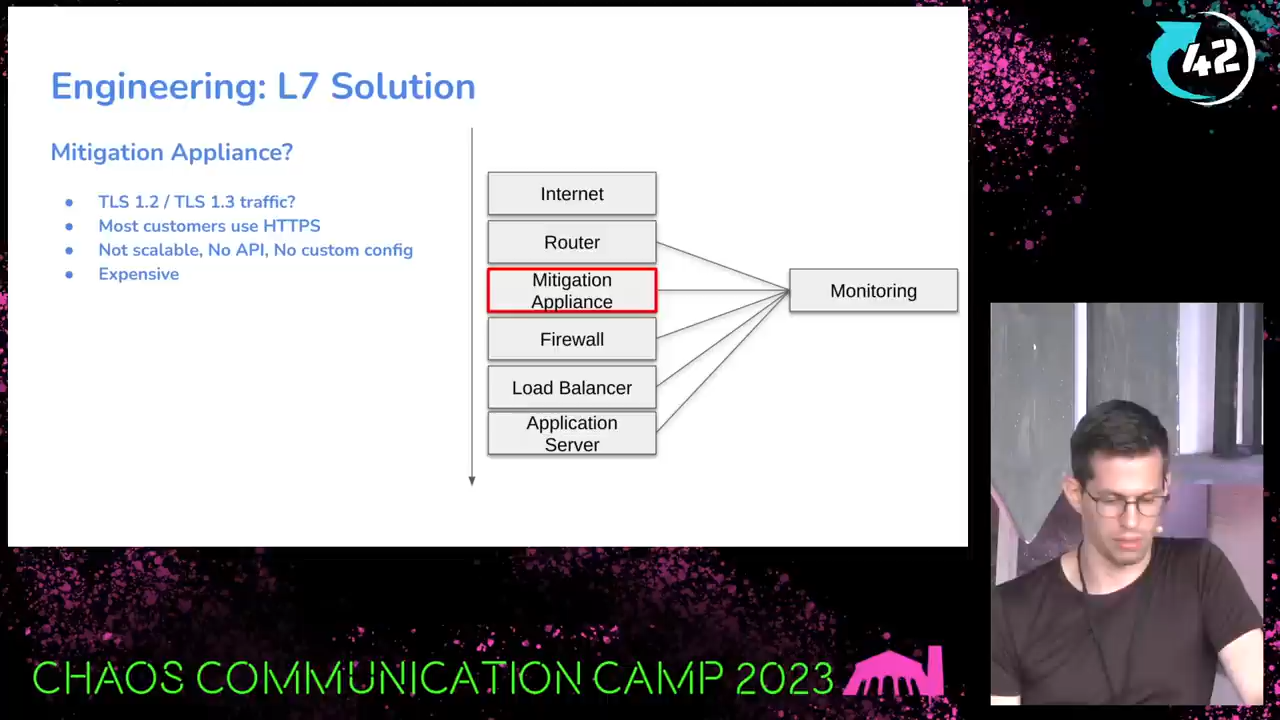 Engineering: L7 Solution
Mitigation Appliance?
● TLS 1.2 / TLS 1.3 traffic?
● Most customers use HTTPS
● Not scalable, No API, No custom config
● Expensive
Internet
Router
Mitigation
Appliance
Firewall
Load Balancer
Application
Server
Monitoring
42
CHAOS COMMUNICATION CAMP 2023